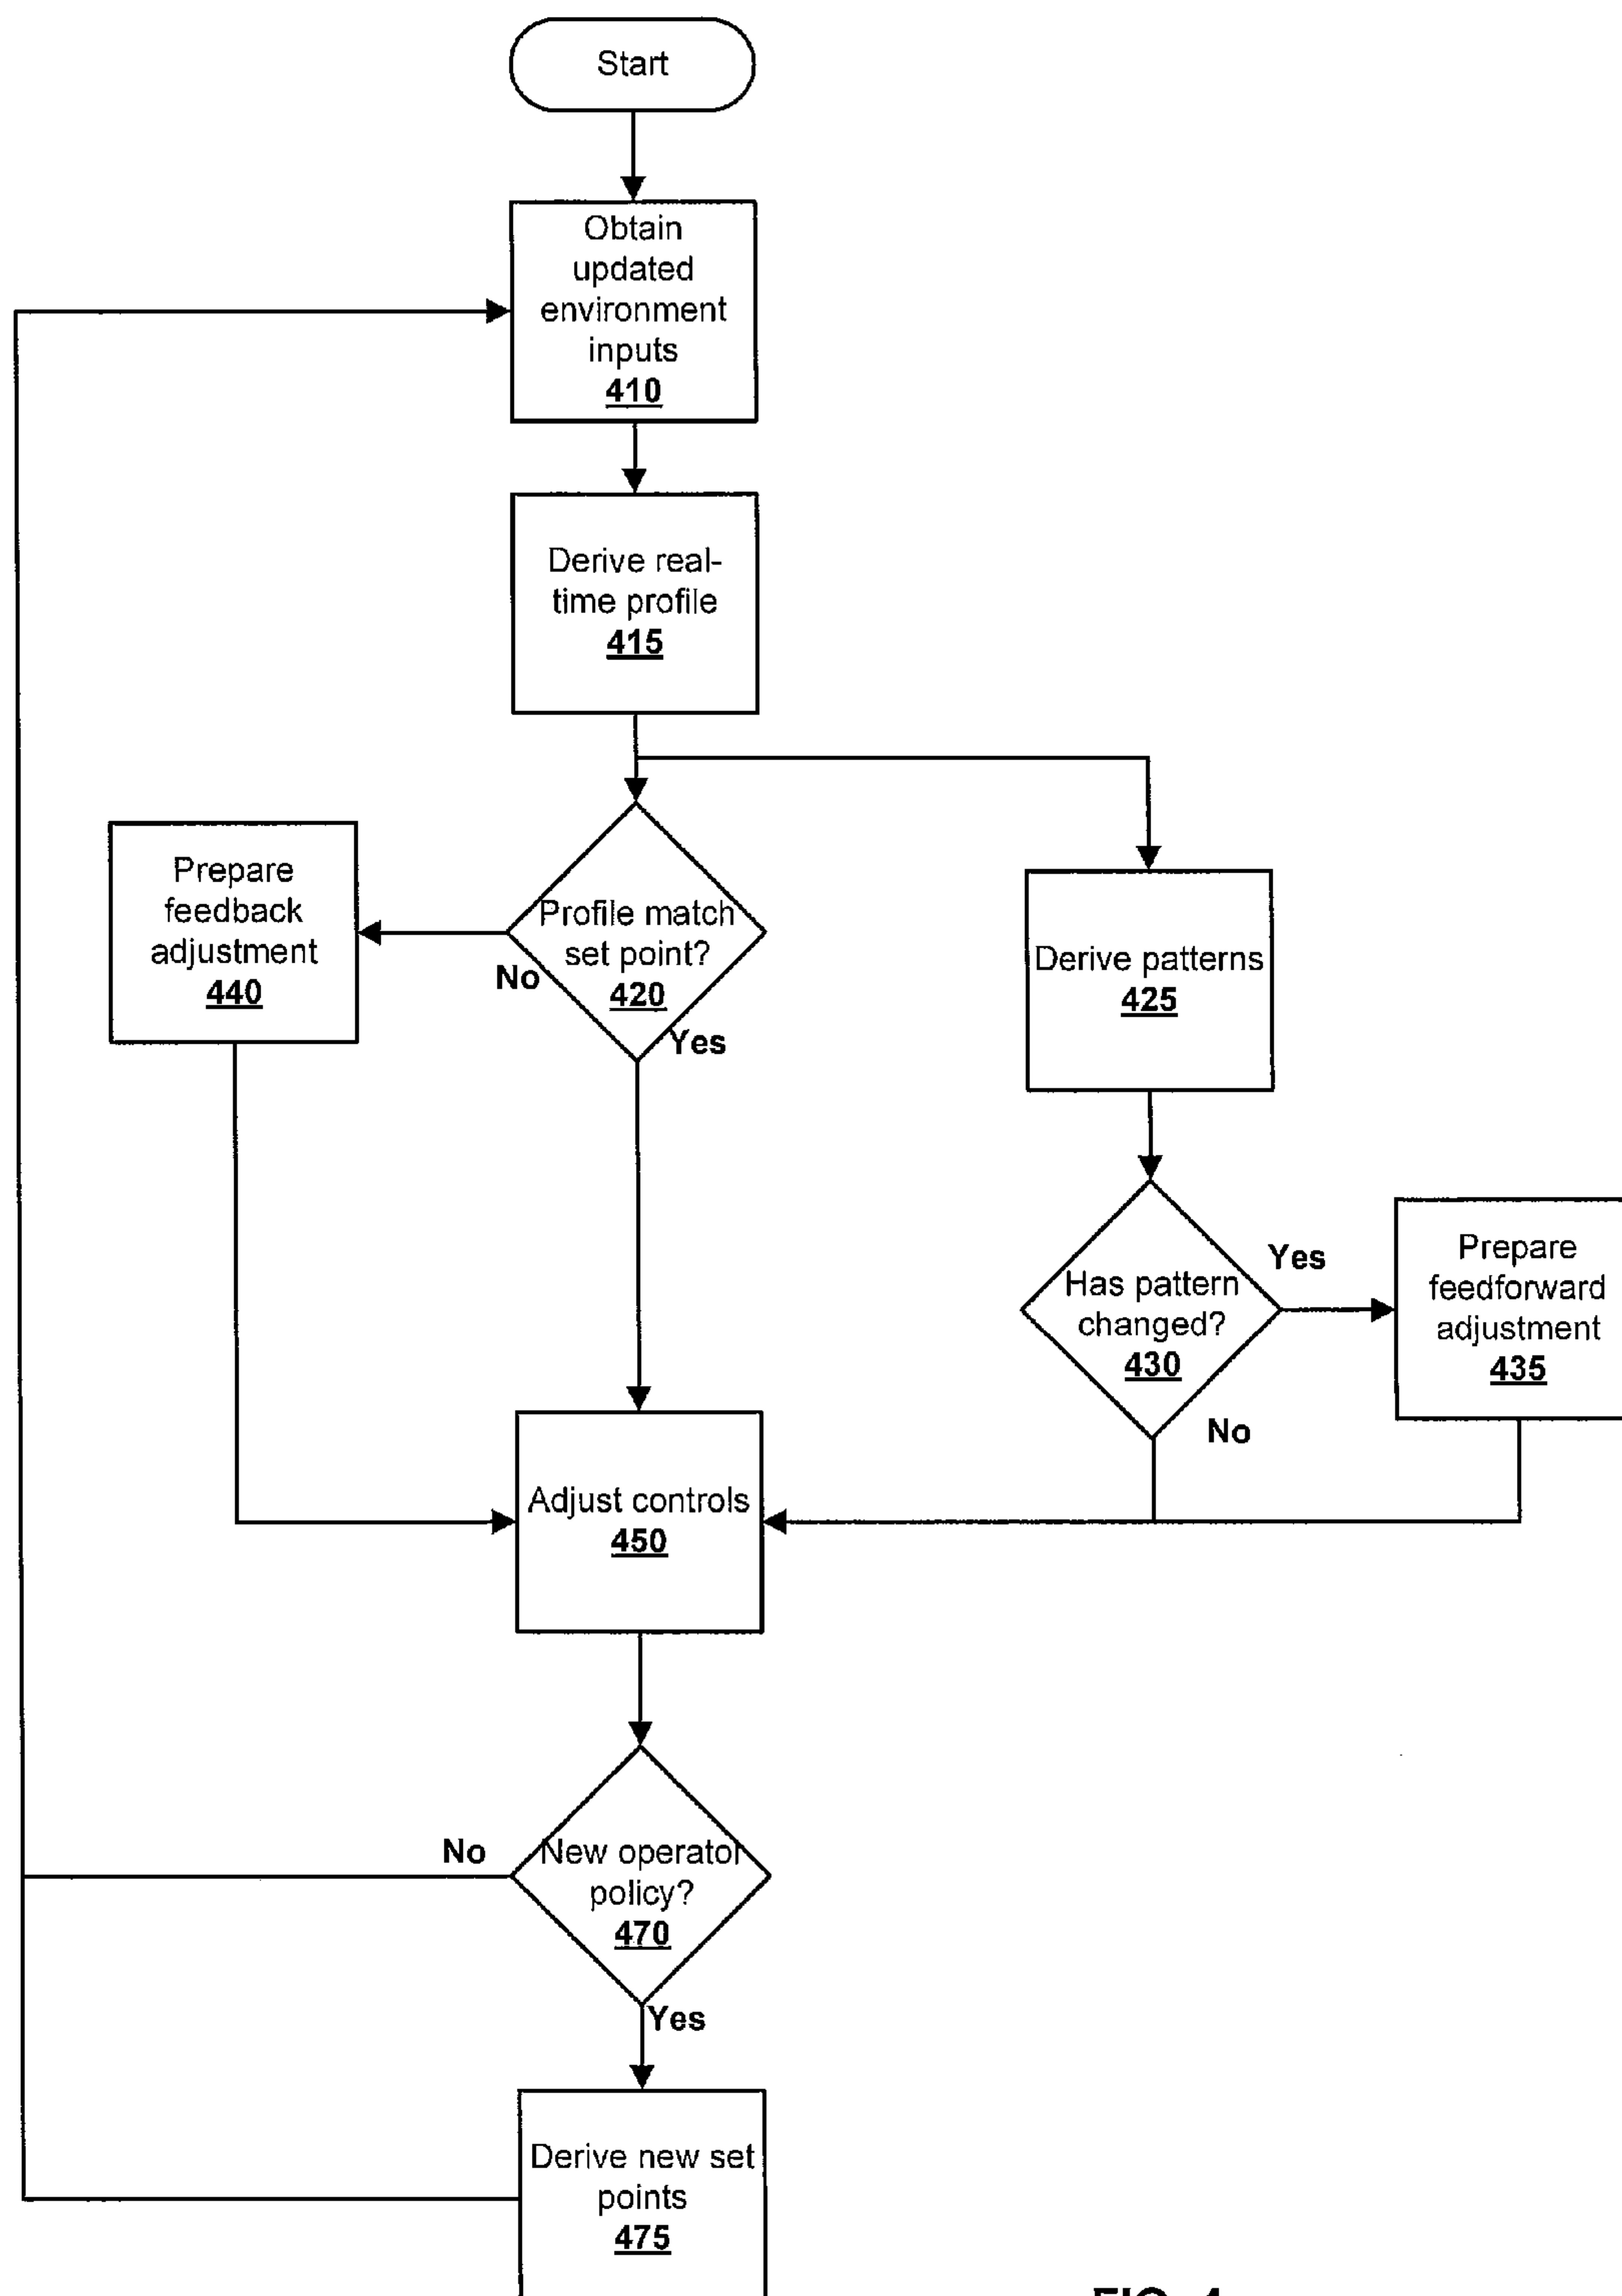 Start
Obtain
updated
environment
inputs
410
Derive real-
time profile
415
Prepare
feedback
adjustment
440
Profile match
set point?
420
No
Yes
Derive patterns
425
Has pattern
changed?
430
Yes
No
Prepare
feedforward
adjustment
435
Adjust controls
450
New operator
policy?
470
No
Yes
Derive new set
points
475